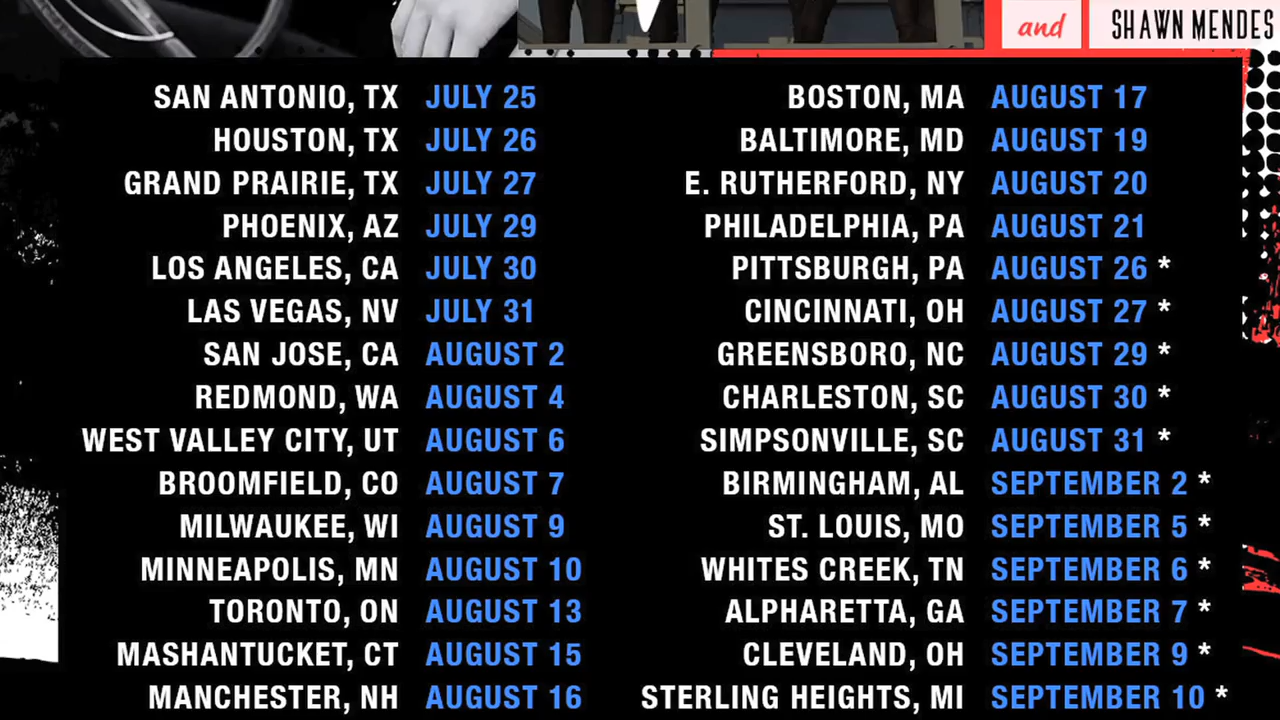 and SHAWN MENDES
SAN ANTONIO, TX JULY 25
HOUSTON, TX JULY 26
GRAND PRAIRIE, TX JULY 27
PHOENIX, AZ JULY 29
LOS ANGELES, CA JULY 30
LAS VEGAS, NV JULY 31
SAN JOSE, CA AUGUST 2
REDMOND, WA AUGUST 4
WEST VALLEY CITY, UT AUGUST 6
BROOMFIELD, CO AUGUST 7
MILWAUKEE, WI AUGUST 9
MINNEAPOLIS, MN AUGUST 10
TORONTO, ON AUGUST 13
MASHANTUCKET, CT AUGUST 15
MANCHESTER, NH AUGUST 16
BOSTON, MA AUGUST 17
BALTIMORE, MD AUGUST 19
E. RUTHERFORD, NY AUGUST 20
PHILADELPHIA, PA AUGUST 21
PITTSBURGH, PA AUGUST 26 *
CINCINNATI, OH AUGUST 27 *
GREENSBORO, NC AUGUST 29 *
CHARLESTON, SC AUGUST 30 *
SIMPSONVILLE, SC AUGUST 31 *
BIRMINGHAM, AL SEPTEMBER 2 *
ST. LOUIS, MO SEPTEMBER 5 *
WHITES CREEK, TN SEPTEMBER 6 *
ALPHARETTA, GA SEPTEMBER 7 *
CLEVELAND, OH SEPTEMBER 9 *
STERLING HEIGHTS, MI SEPTEMBER 10 *